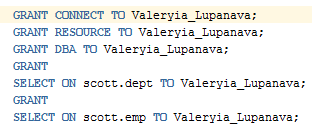 GRANT CONNECT TO Valeryia_Lupanava;
GRANT RESOURCE TO Valeryia_Lupanava;
GRANT DBA TO Valeryia_Lupanava;
GRANT
SELECT ON scott.dept TO Valeryia_Lupanava;
GRANT
SELECT ON scott.emp TO Valeryia_Lupanava;